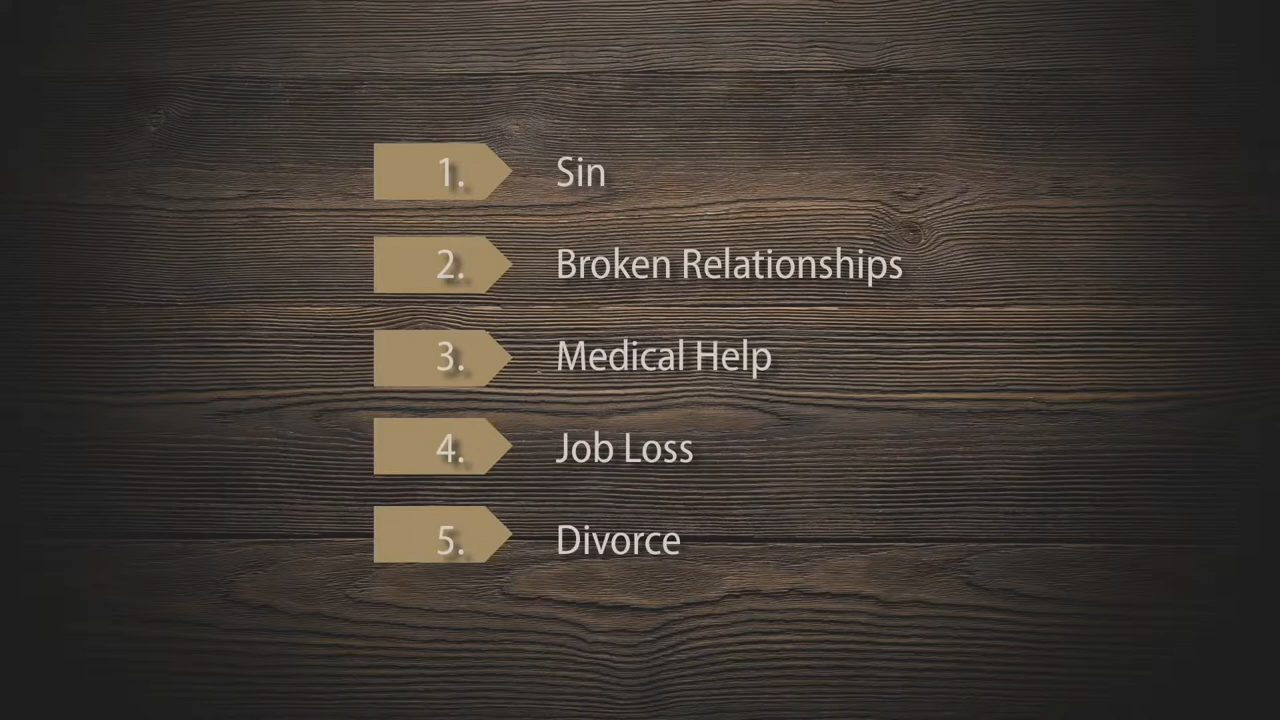 1. Sin
2. Broken Relationships
3. Medical Help
4. Job Loss
5. Divorce